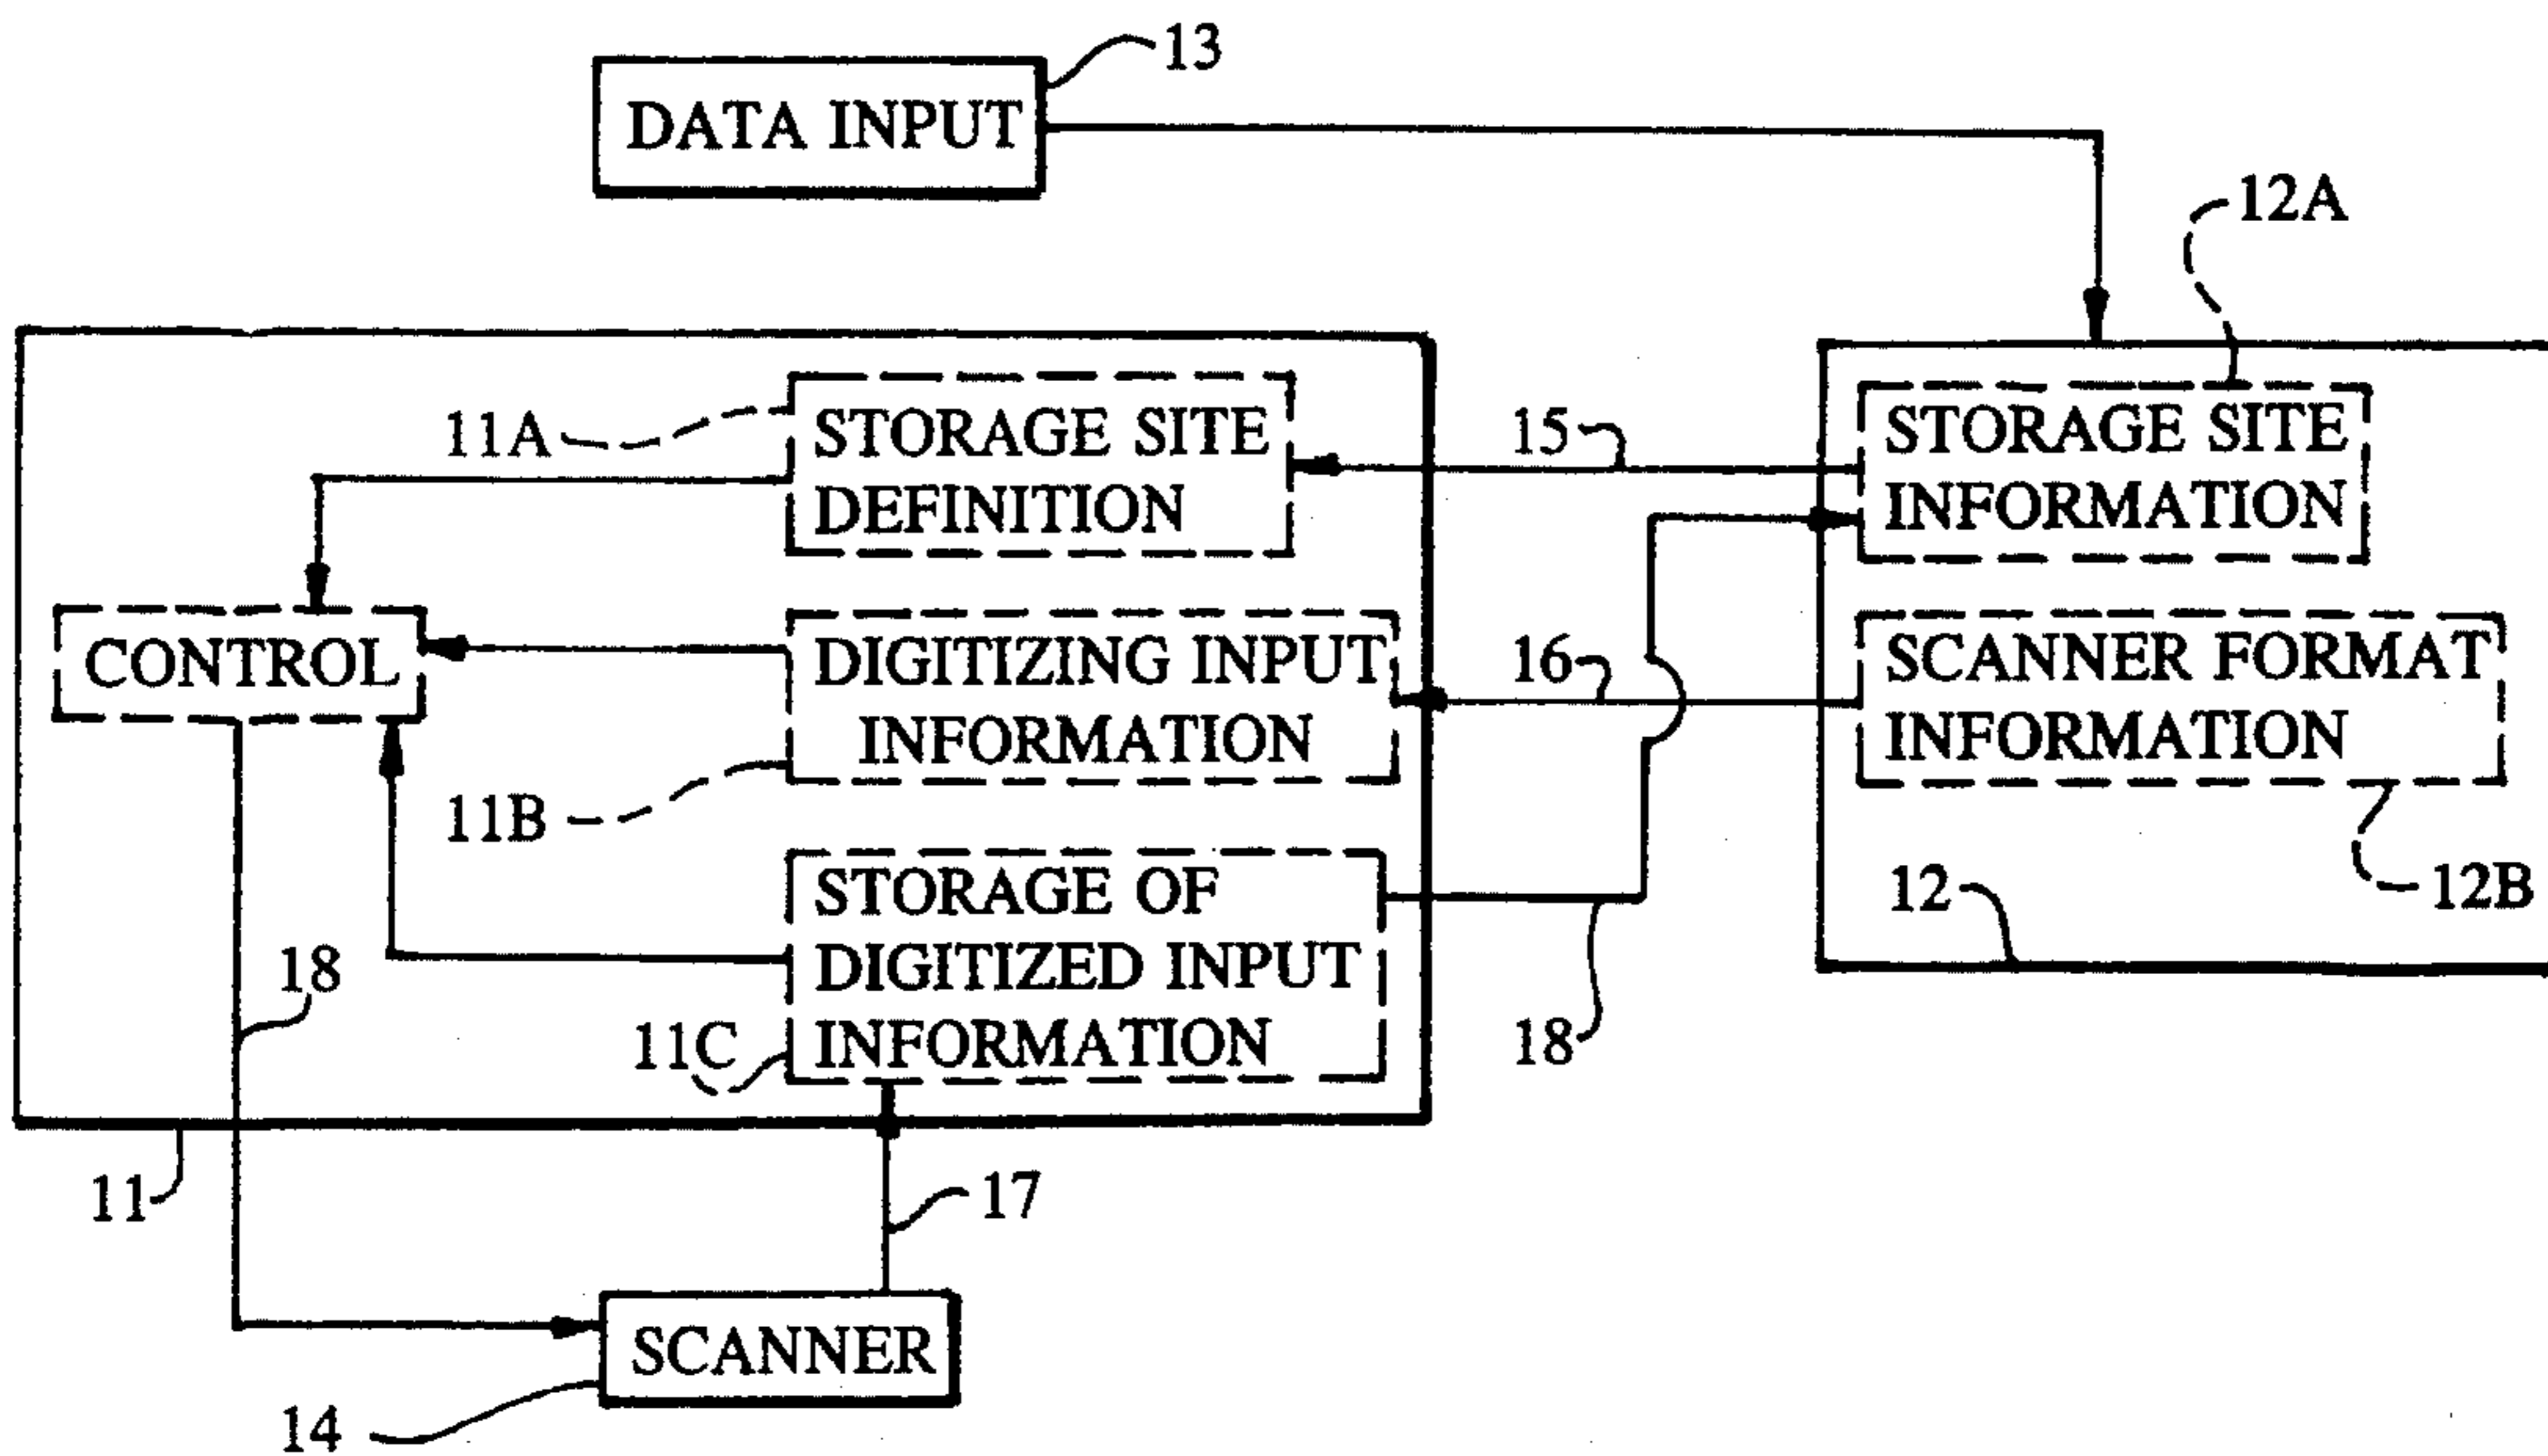 13
DATA INPUT
12A
11A
STORAGE SITE
DEFINITION
15
STORAGE SITE
INFORMATION
CONTROL
DIGITIZING INPUT
INFORMATION
16
SCANNER FORMAT
INFORMATION
11B
STORAGE OF
DIGITIZED INPUT
INFORMATION
12
12B
18
11C
18
11
17
SCANNER
14